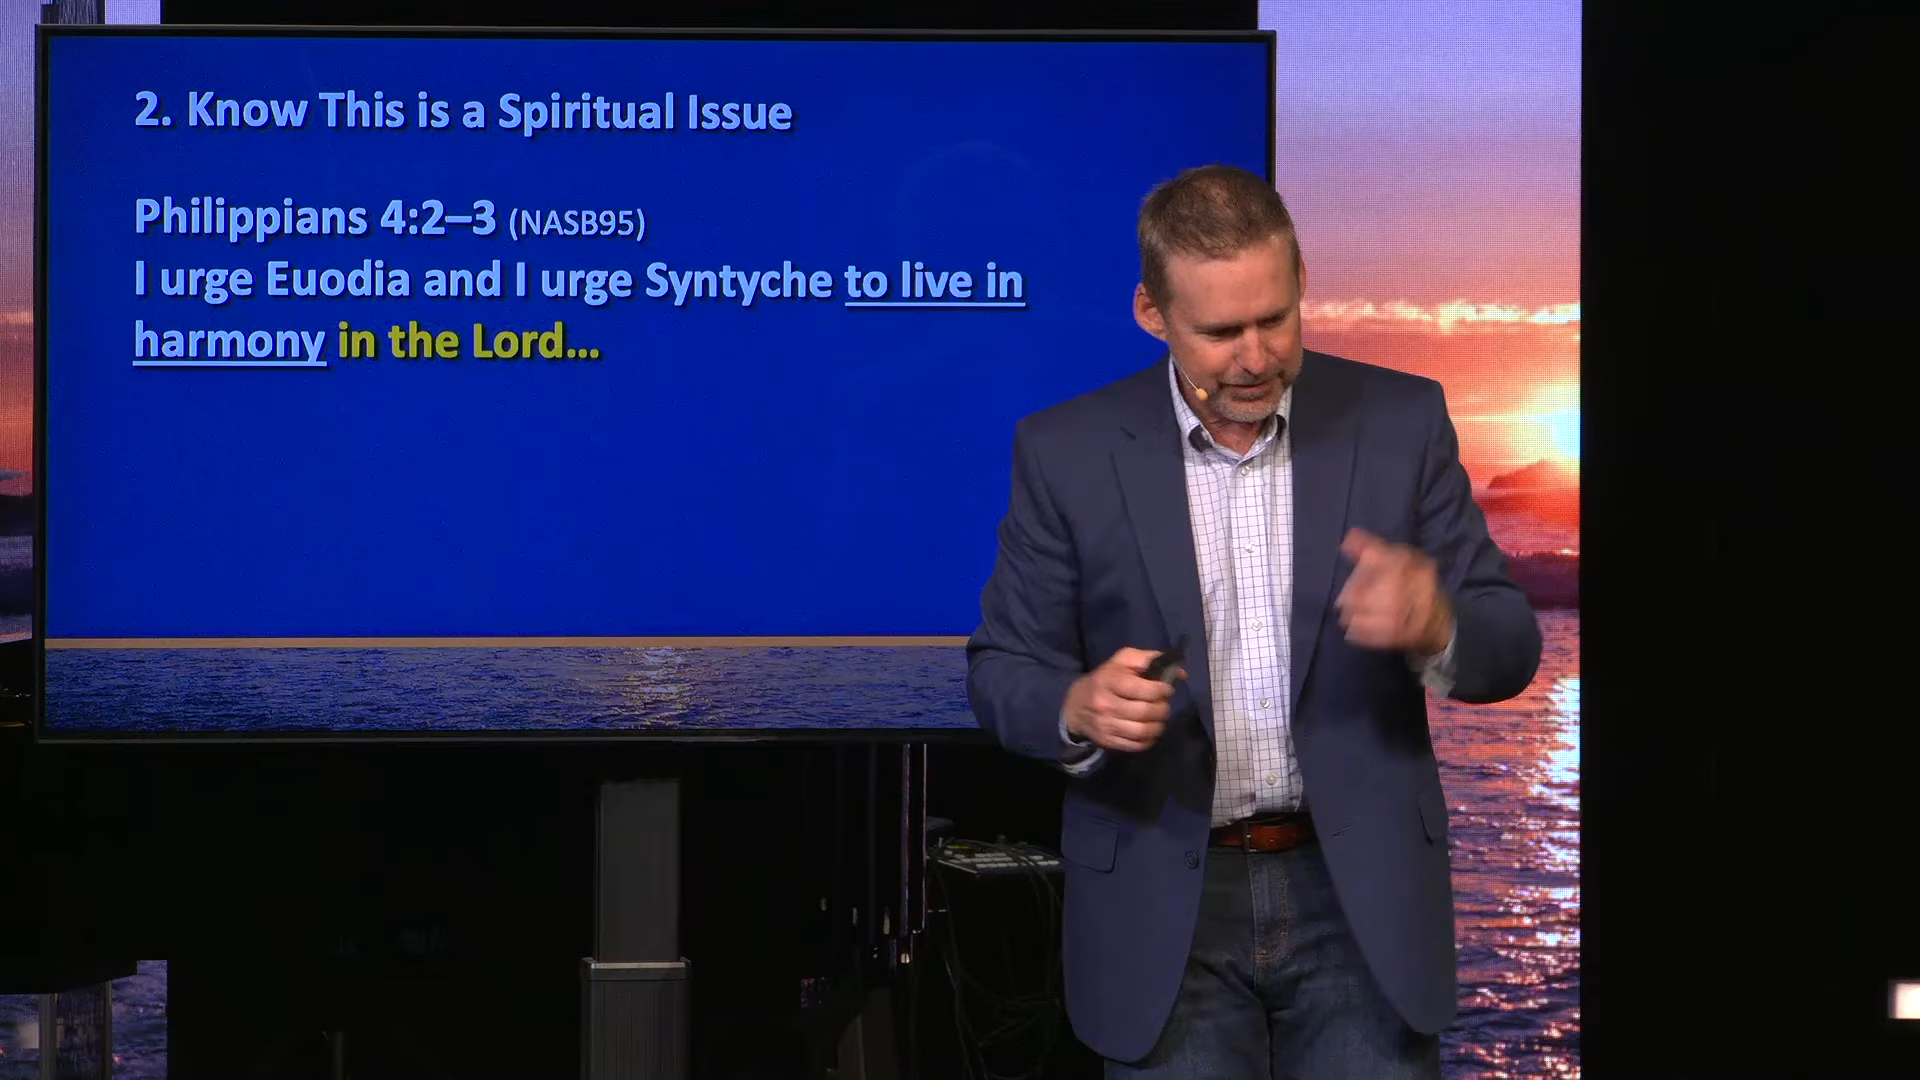 2. Know This is a Spiritual Issue
Philippians 4:2–3 (NASB95)
I urge Euodia and I urge Syntyche to live in
harmony in the Lord...